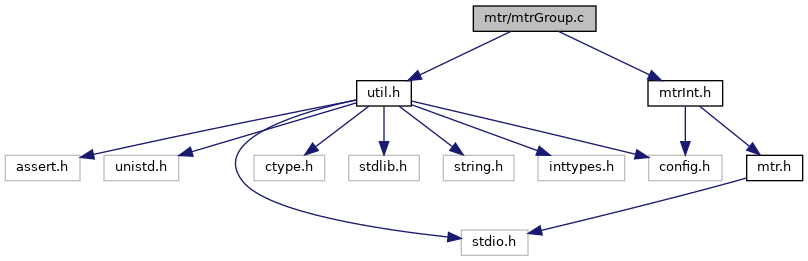 mtr/mtrGroup.c
util.h
mtrInt.h
assert.h
unistd.h
ctype.h
stdlib.h
string.h
inttypes.h
config.h
mtr.h
stdio.h